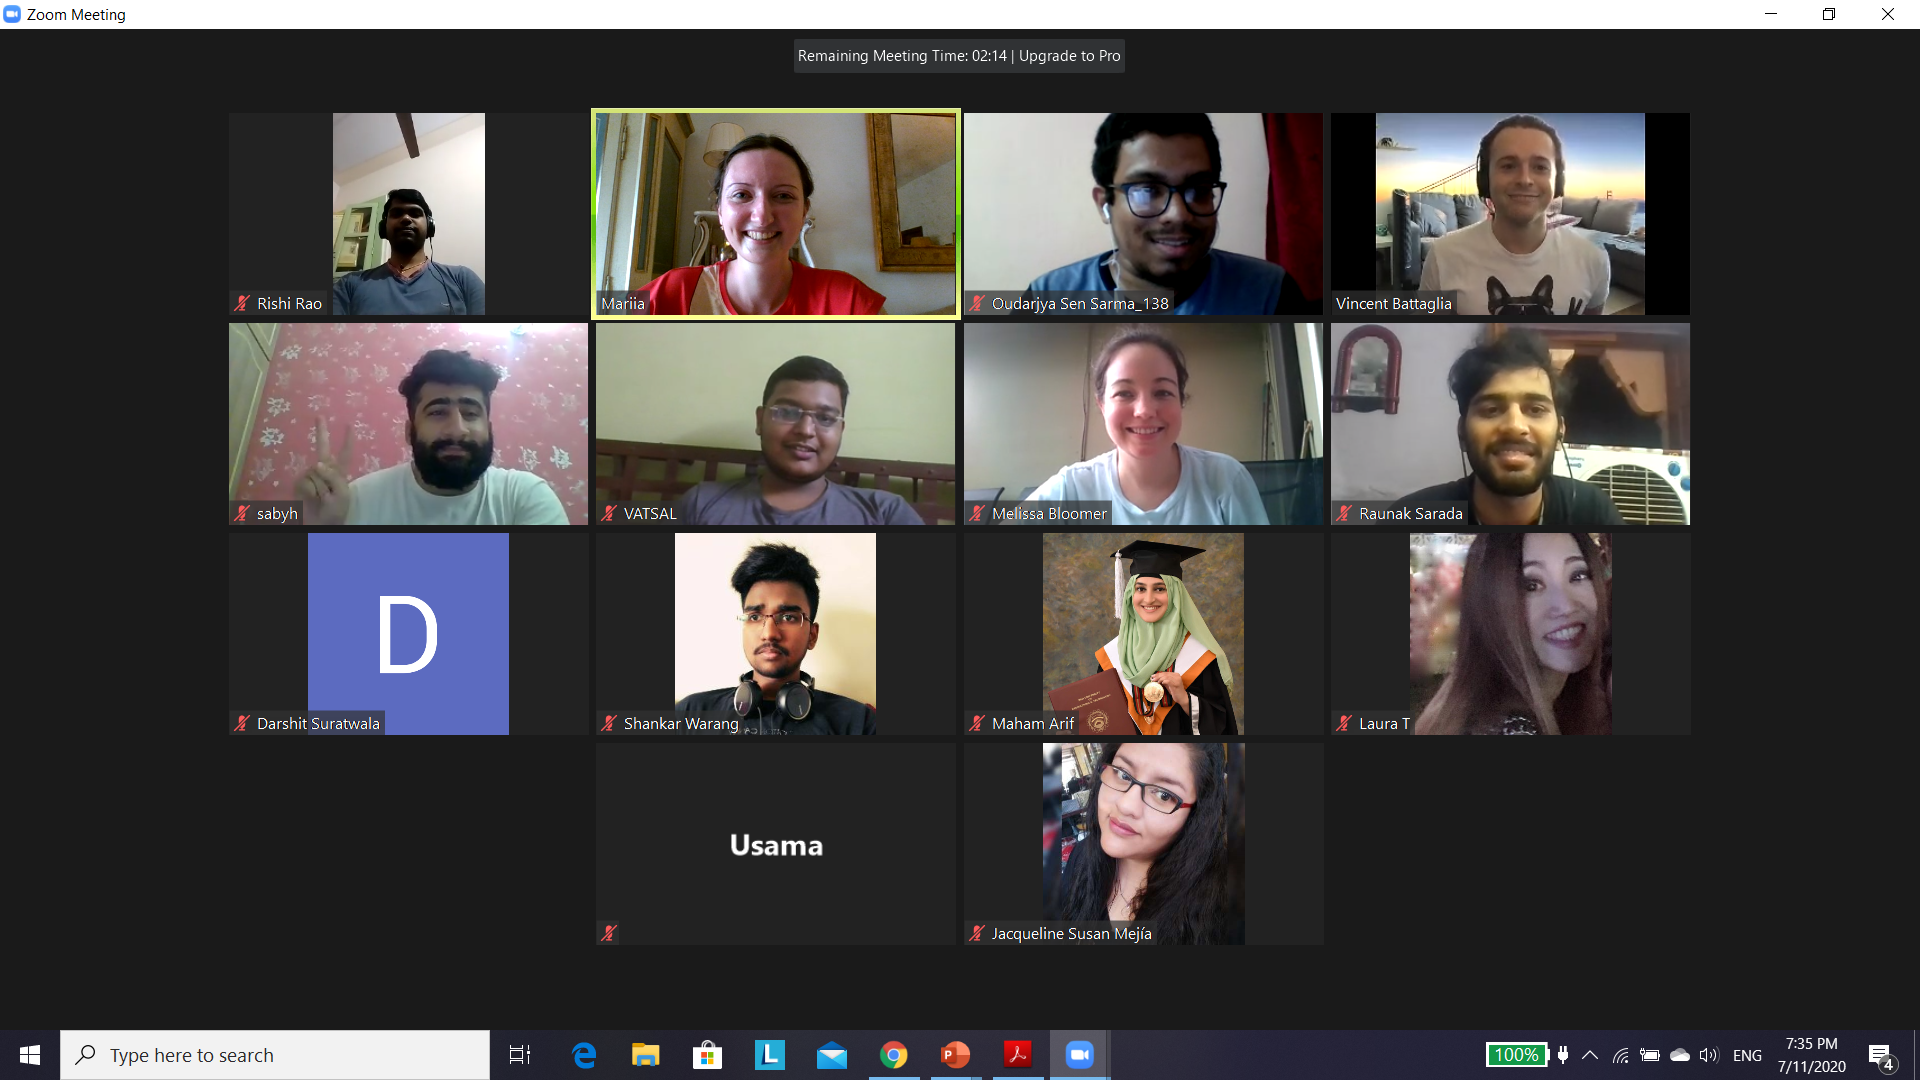 Zoom Meeting
Remaining Meeting Time: 02:14 | Upgrade to Pro
Rishi Rao
Mariia
Oudarjya Sen Sarma_138
Vincent Battaglia
sabyh
VATSAL
Melissa Bloomer
Raunak Sarada
D
Darshit Suratwala
Shankar Warang
Maham Arif
Laura T
Usama
Jacqueline Susan Mejía
Type here to search
100%
ENG
7:35 PM
7/11/2020
4